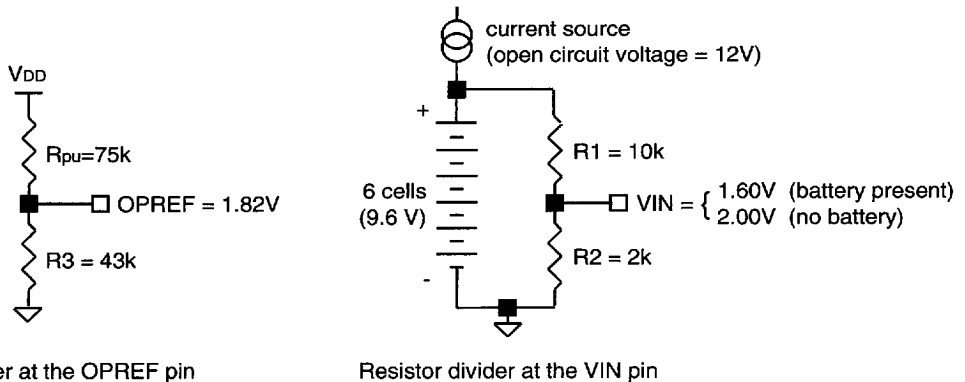 VDD
Rpu=75k
OPREF = 1.82V
R3 = 43k
er at the OPREF pin
current source
(open circuit voltage = 12V)
+
6 cells
(9.6 V)
-
R1 = 10k
VIN = { 1.60V (battery present)
2.00V (no battery)
R2 = 2k
Resistor divider at the VIN pin